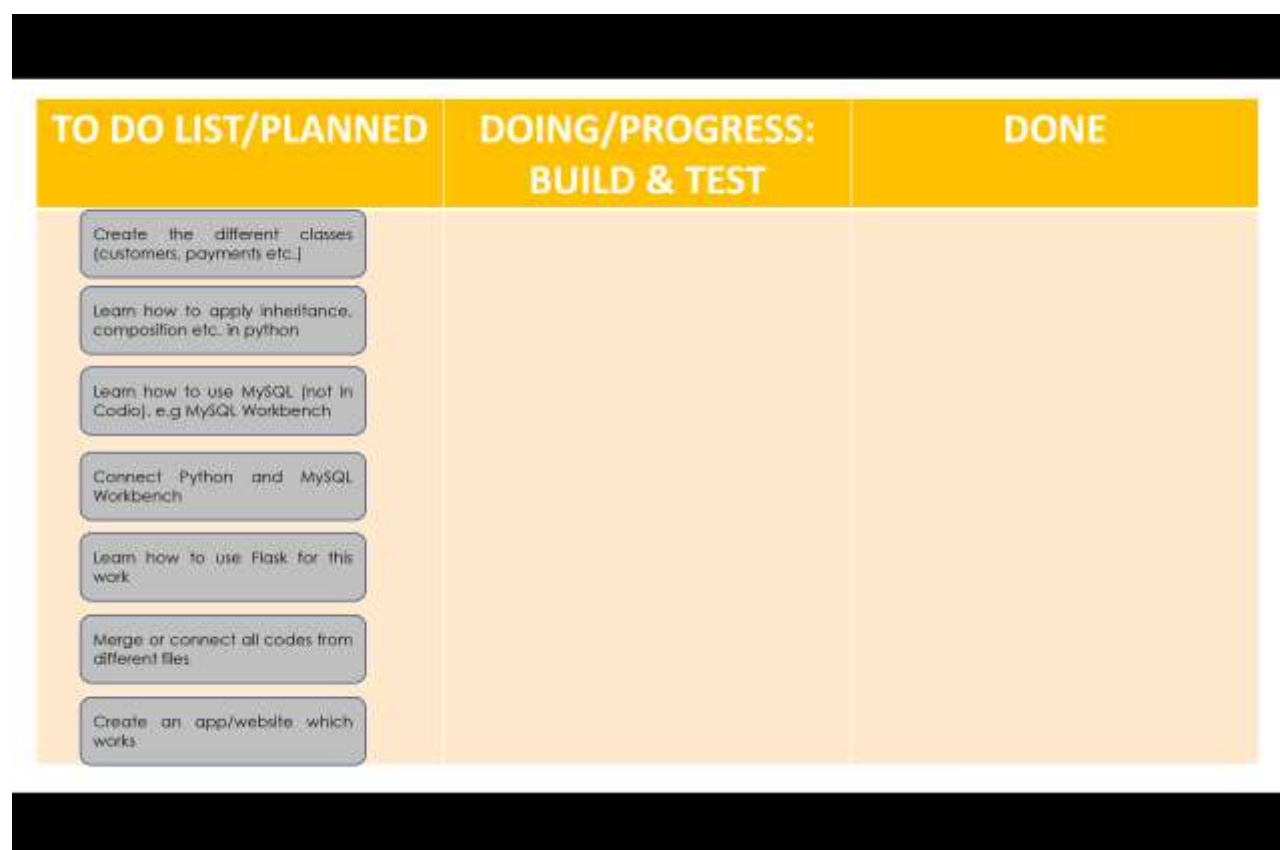 TO DO LIST/PLANNED
DOING/PROGRESS:
BUILD & TEST
DONE
Create the different classes
(customers, payments etc.)
Learn how to apply inheritance,
composition etc. in python
Learn how to use MySQL (not in
Codio), e.g MySQL Workbench
Connect Python and MySQL
Workbench
Learn how to use Flask for this
work
Merge or connect all codes from
different files
Create an app/website which
works